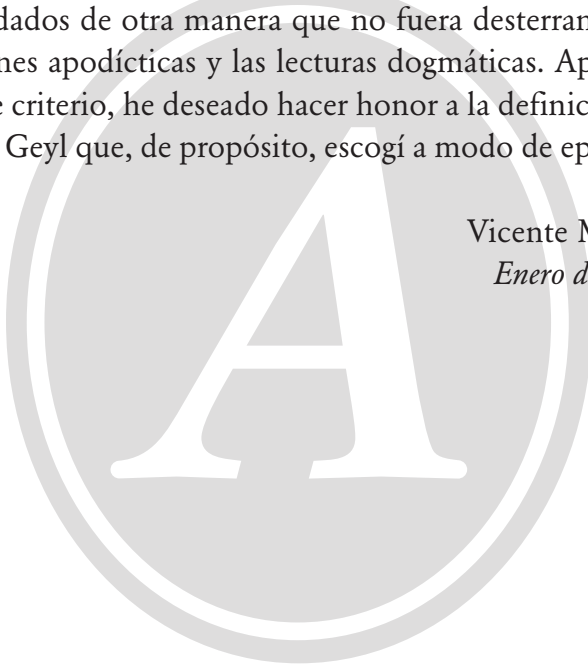 dados de otra manera que no fuera desterran
nes apodícticas y las lecturas dogmáticas. Ap
e criterio, he deseado hacer honor a la definic
Geyl que, de propósito, escogí a modo de ep
Vicente M
Enero d
A